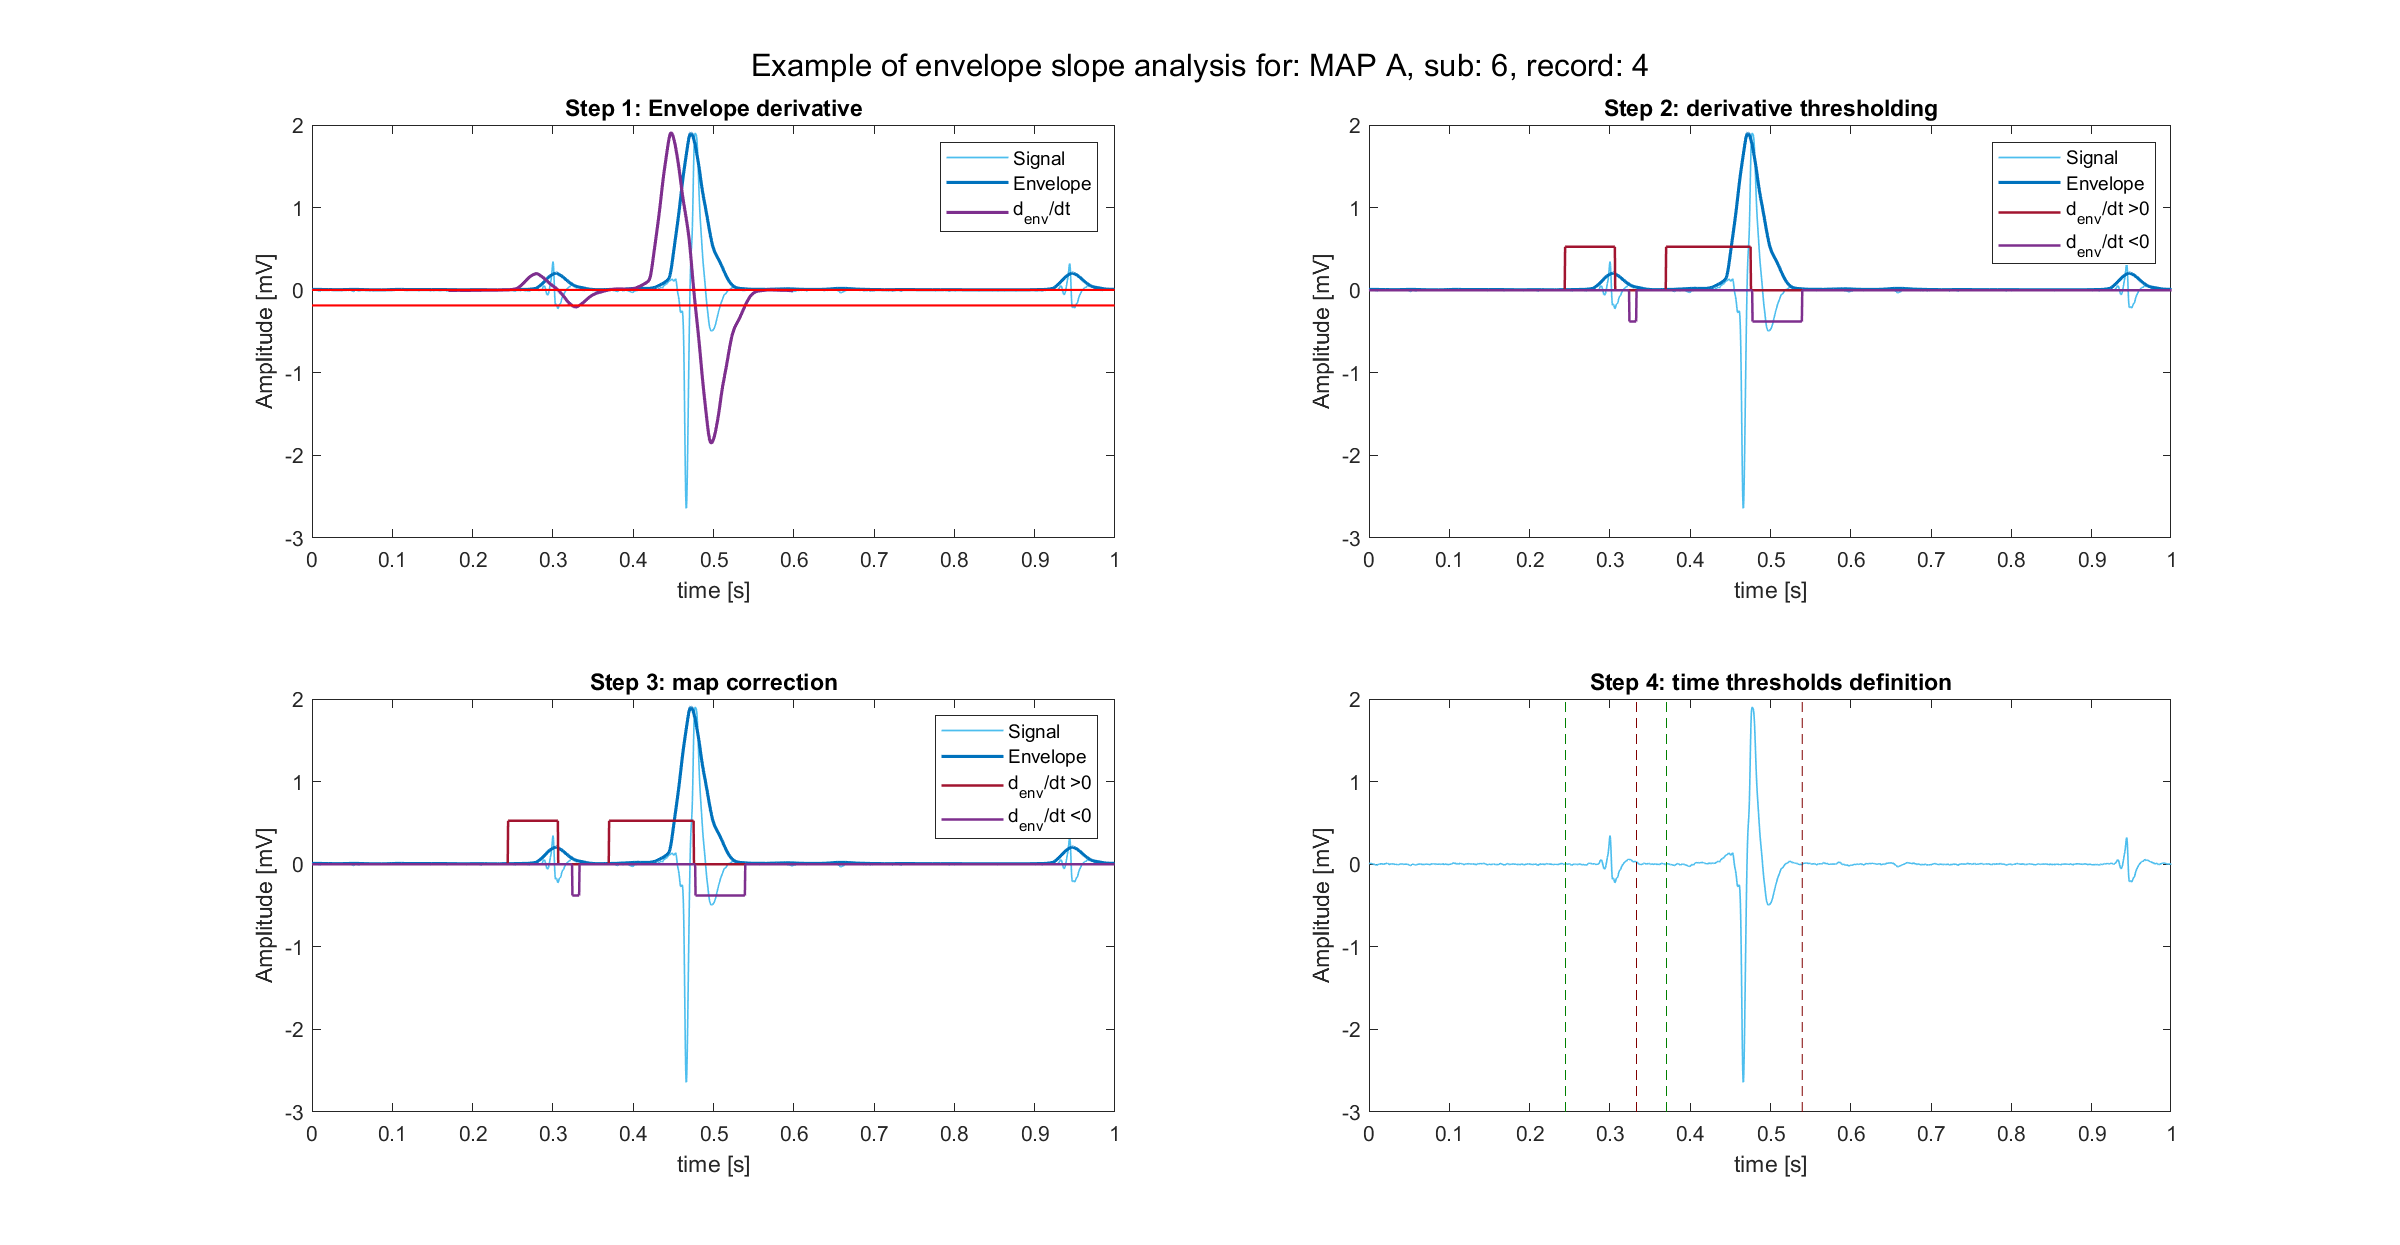 Example of envelope slope analysis for: MAP A, sub: 6, record: 4
Step 1: Envelope derivative
2
1
0
-1
-2
-3
Amplitude [mV]
Signal
Envelope
d_env/dt
0 0.1 0.2 0.3 0.4 0.5 0.6 0.7 0.8 0.9 1
time [s]
Step 2: derivative thresholding
2
1
0
-1
-2
-3
Amplitude [mV]
Signal
Envelope
d_env/dt >0
d_env/dt <0
0 0.1 0.2 0.3 0.4 0.5 0.6 0.7 0.8 0.9 1
time [s]
Step 3: map correction
2
1
0
-1
-2
-3
Amplitude [mV]
Signal
Envelope
d_env/dt >0
d_env/dt <0
0 0.1 0.2 0.3 0.4 0.5 0.6 0.7 0.8 0.9 1
time [s]
Step 4: time thresholds definition
2
1
0
-1
-2
-3
Amplitude [mV]
0 0.1 0.2 0.3 0.4 0.5 0.6 0.7 0.8 0.9 1
time [s]